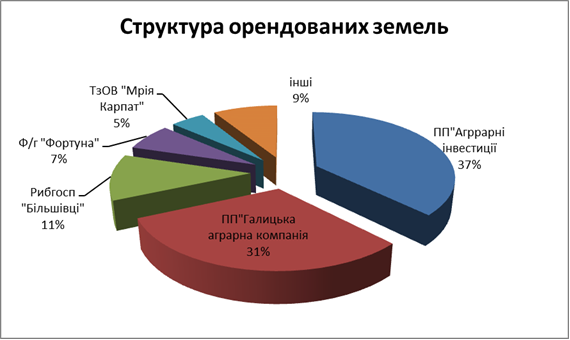 Структура орендованих земель
інші
9%
ПП"Агррарні
інвестиції
37%
ПП"Галицька
аграрна компанія
31%
Рибгосп
"Більшівці"
11%
Ф/г "Фортуна"
7%
ТзОВ "Мрія
Карпат"
5%